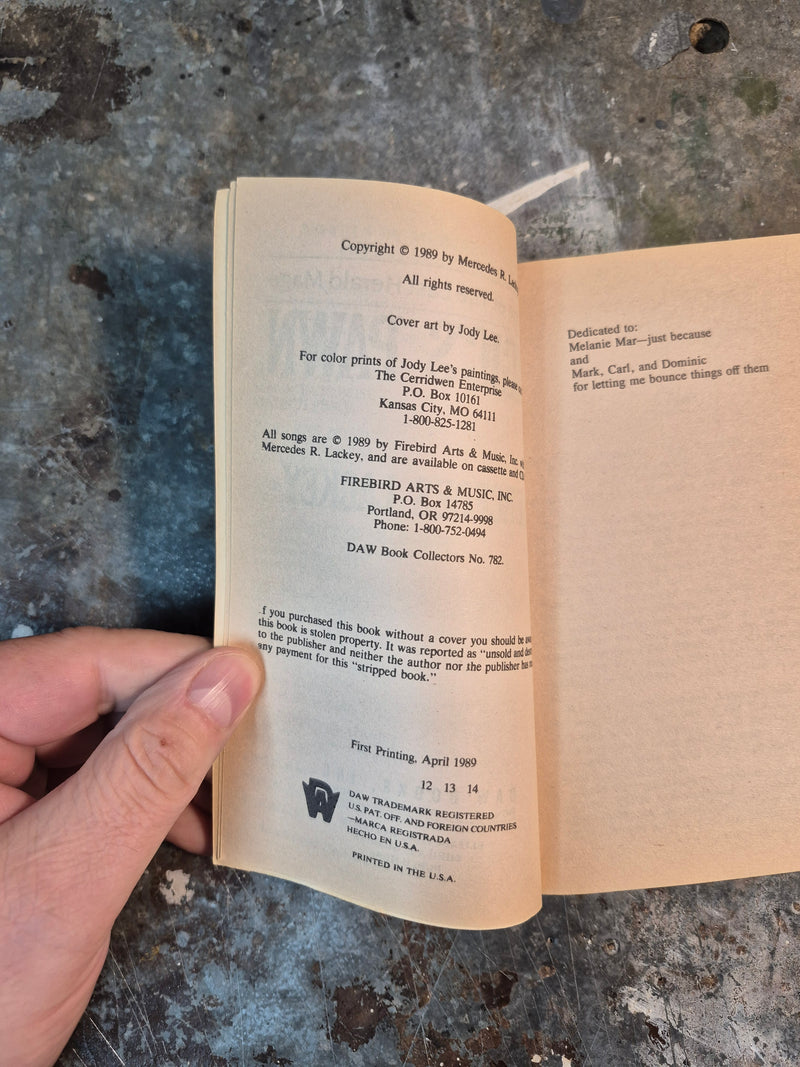 Copyright © 1989 by Mercedes R. Lackey
All rights reserved.
Cover art by Jody Lee.
For color prints of Jody Lee's paintings, please
The Cerridwen Enterprise
P.O. Box 10161
Kansas City, MO 64111
1-800-825-1281
All songs are © 1989 by Firebird Arts & Music, Inc
Mercedes R. Lackey, and are available on cassette and
FIREBIRD ARTS & MUSIC, INC.
P.O. Box 14785
Portland, OR 97214-9998
Phone: 1-800-752-0494
DAW Book Collectors No. 782.
f you purchased this book without a cover you should be
this book is stolen property. It was reported as "unsold and
to the publisher and neither the author nor the publisher has
any payment for this "stripped book."
First Printing, April 1989
12 13 14
DAW TRADEMARK REGISTERED
U.S. PAT. OFF. AND FOREIGN COUNTRIES
—MARCA REGISTRADA
HECHO EN U.S.A.
PRINTED IN THE U.S.A.
Dedicated to:
Melanie Mar—just because
and
Mark, Carl, and Dominic
for letting me bounce things off them